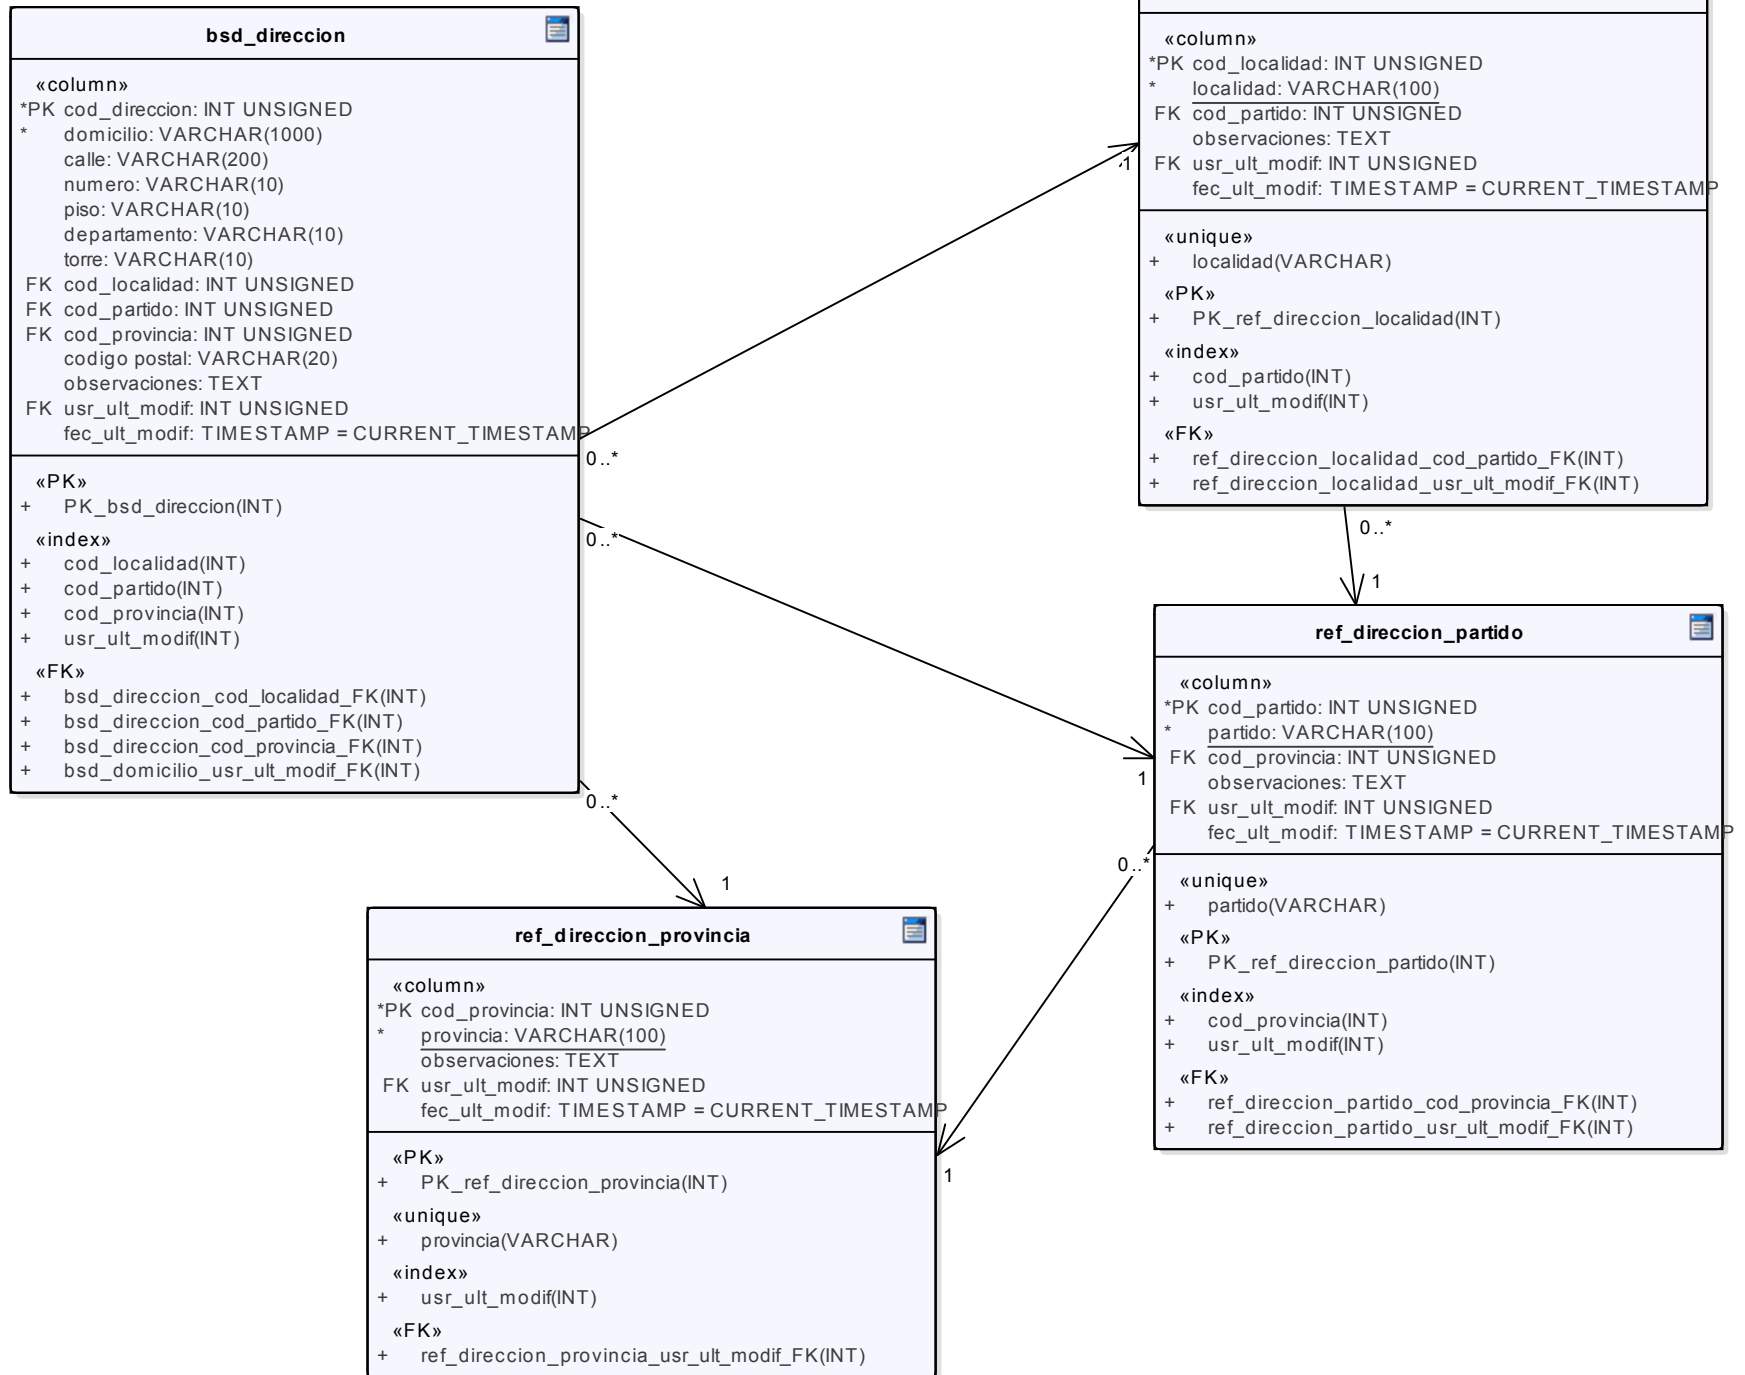 bsd_direccion
«column»
*PK cod_direccion: INT UNSIGNED
* domicilio: VARCHAR(1000)
calle: VARCHAR(200)
numero: VARCHAR(10)
piso: VARCHAR(10)
departamento: VARCHAR(10)
torre: VARCHAR(10)
FK cod_localidad: INT UNSIGNED
FK cod_partido: INT UNSIGNED
FK cod_provincia: INT UNSIGNED
codigo postal: VARCHAR(20)
observaciones: TEXT
FK usr_ult_modif: INT UNSIGNED
fec_ult_modif: TIMESTAMP = CURRENT_TIMESTAMP
«PK»
+ PK_bsd_direccion(INT)
«index»
+ cod_localidad(INT)
+ cod_partido(INT)
+ cod_provincia(INT)
+ usr_ult_modif(INT)
«FK»
+ bsd_direccion_cod_localidad_FK(INT)
+ bsd_direccion_cod_partido_FK(INT)
+ bsd_direccion_cod_provincia_FK(INT)
+ bsd_domicilio_usr_ult_modif_FK(INT)
0..*
1
0..*
1
0..*
1
«column»
*PK cod_localidad: INT UNSIGNED
* localidad: VARCHAR(100)
FK cod_partido: INT UNSIGNED
observaciones: TEXT
FK usr_ult_modif: INT UNSIGNED
fec_ult_modif: TIMESTAMP = CURRENT_TIMESTAMP
«unique»
+ localidad(VARCHAR)
«PK»
+ PK_ref_direccion_localidad(INT)
«index»
+ cod_partido(INT)
+ usr_ult_modif(INT)
«FK»
+ ref_direccion_localidad_cod_partido_FK(INT)
+ ref_direccion_localidad_usr_ult_modif_FK(INT)
0..*
1
ref_direccion_partido
«column»
*PK cod_partido: INT UNSIGNED
* partido: VARCHAR(100)
FK cod_provincia: INT UNSIGNED
observaciones: TEXT
FK usr_ult_modif: INT UNSIGNED
fec_ult_modif: TIMESTAMP = CURRENT_TIMESTAMP
«unique»
+ partido(VARCHAR)
«PK»
+ PK_ref_direccion_partido(INT)
«index»
+ cod_provincia(INT)
+ usr_ult_modif(INT)
«FK»
+ ref_direccion_partido_cod_provincia_FK(INT)
+ ref_direccion_partido_usr_ult_modif_FK(INT)
0..*
1
ref_direccion_provincia
«column»
*PK cod_provincia: INT UNSIGNED
* provincia: VARCHAR(100)
observaciones: TEXT
FK usr_ult_modif: INT UNSIGNED
fec_ult_modif: TIMESTAMP = CURRENT_TIMESTAMP
«PK»
+ PK_ref_direccion_provincia(INT)
«unique»
+ provincia(VARCHAR)
«index»
+ usr_ult_modif(INT)
«FK»
+ ref_direccion_provincia_usr_ult_modif_FK(INT)